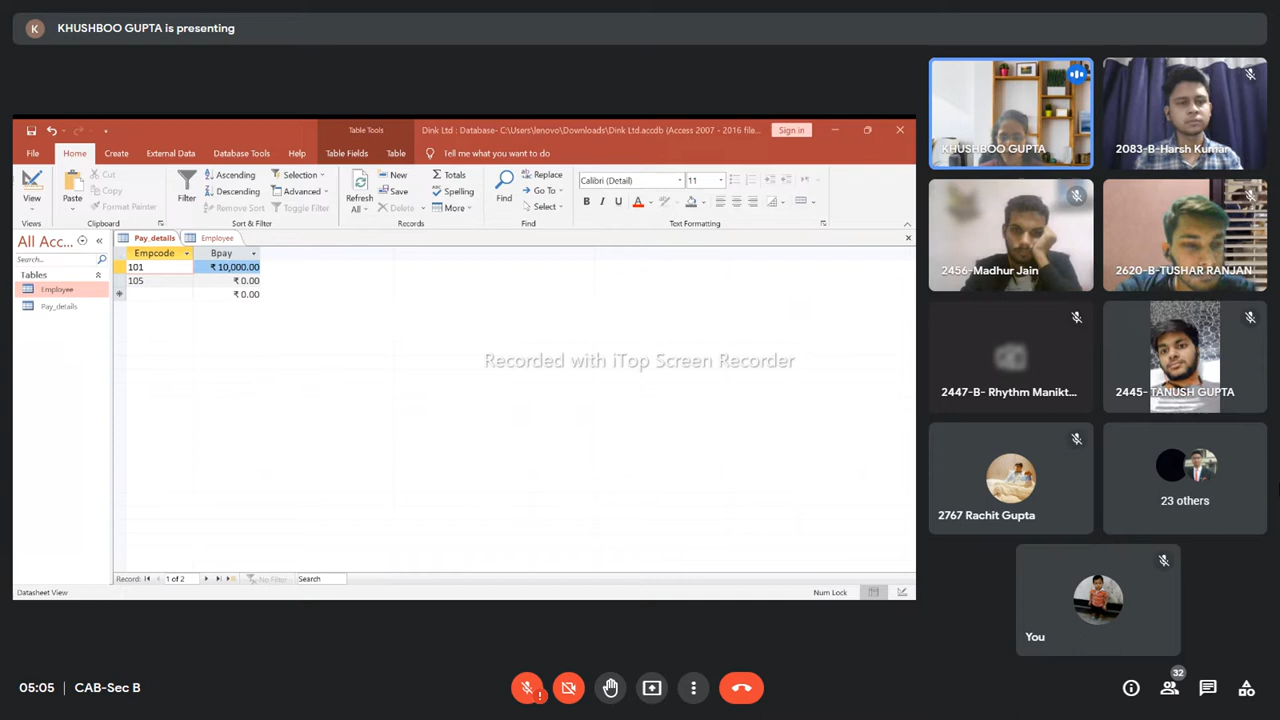 K KHUSHBOO GUPTA is presenting
Table Tools
Dink Ltd : Database- C:\Users\lenovo\Downloads\Dink Ltd.accdb (Access 2007 - 2016 file...
Sign in
File Home Create External Data Database Tools Help Table Fields Table Tell me what you want to do
View
Views
Paste
Cut
Copy
Format Painter
Clipboard
Filter
Ascending
Descending
Remove Sort
Selection
Advanced
Toggle Filter
Sort & Filter
Refresh
All
New
Save
Delete
Totals
Spelling
More
Records
Find
Replace
Go To
Select
Find
Calibri (Detail) 11
B I U A
Text Formatting
All Acc...
Search...
Tables
Employee
Pay_details
Pay_details Employee
Empcode Bpay
101 ₹ 10,000.00
105 ₹ 0.00
₹ 0.00
Recorded with iTop Screen Recorder
Record: 1 of 2 No Filter Search
Datasheet View
Num Lock
KHUSHBOO GUPTA
2083-B-Harsh Kumar
2456-Madhur Jain
2620-B-TUSHAR RANJAN
2447-B- Rhythm Manikt...
2445- TANUSH GUPTA
2767 Rachit Gupta
23 others
You
05:05 | CAB-Sec B
32